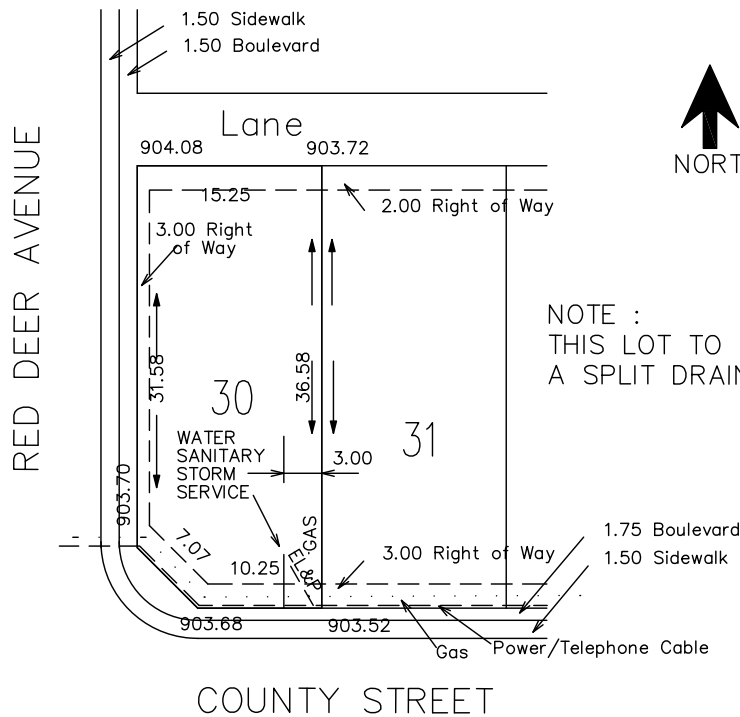 1.50 Sidewalk
1.50 Boulevard
Lane
904.08
903.72
NORT
15.25
2.00 Right of Way
3.00 Right
of Way
RED DEER AVENUE
NOTE :
THIS LOT TO
A SPLIT DRAIN
31.58
36.58
30
31
WATER
SANITARY
STORM
SERVICE
3.00
903.70
7.07
GAS
EL&P
10.25
3.00 Right of Way
1.75 Boulevard
1.50 Sidewalk
903.68
903.52
Gas
Power/Telephone Cable
COUNTY STREET